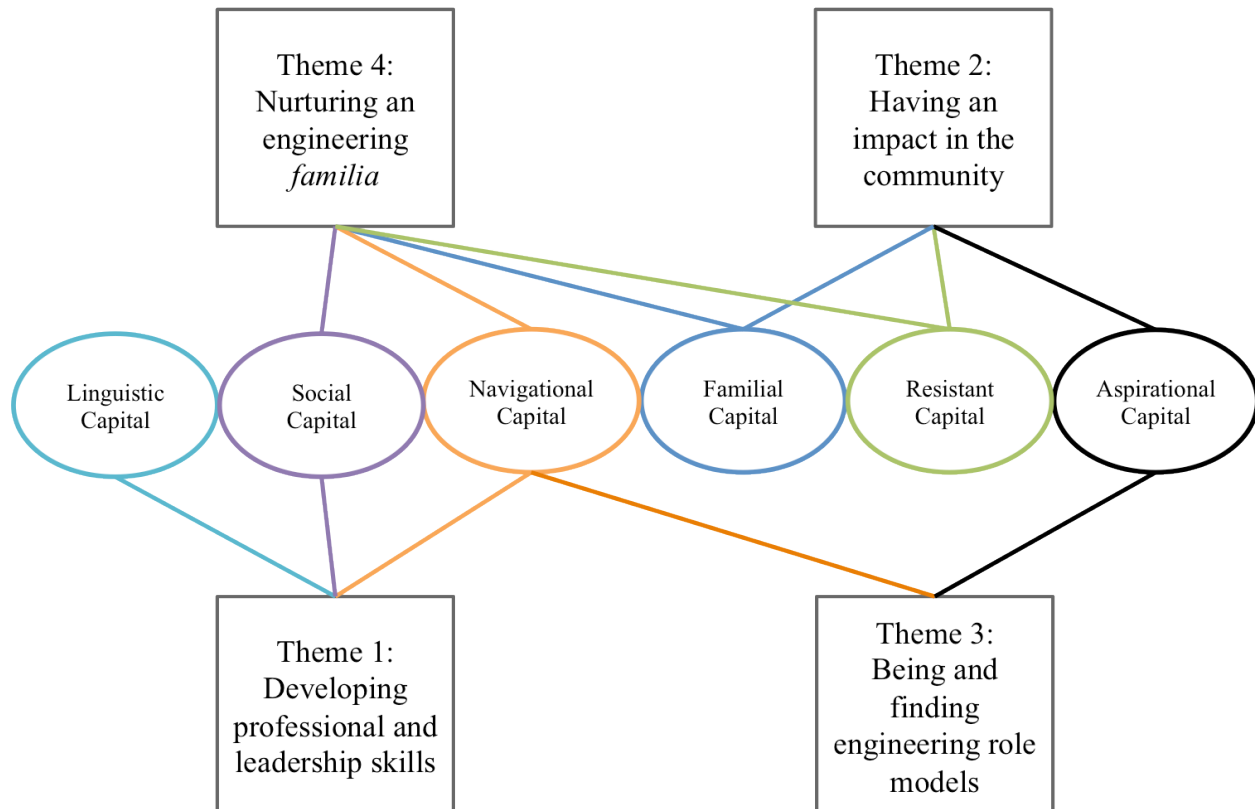 Theme 4:
Nurturing an
engineering
familia
Theme 2:
Having an
impact in the
community
Linguistic
Capital
Social
Capital
Navigational
Capital
Familial
Capital
Resistant
Capital
Aspirational
Capital
Theme 1:
Developing
professional and
leadership skills
Theme 3:
Being and
finding
engineering role
models